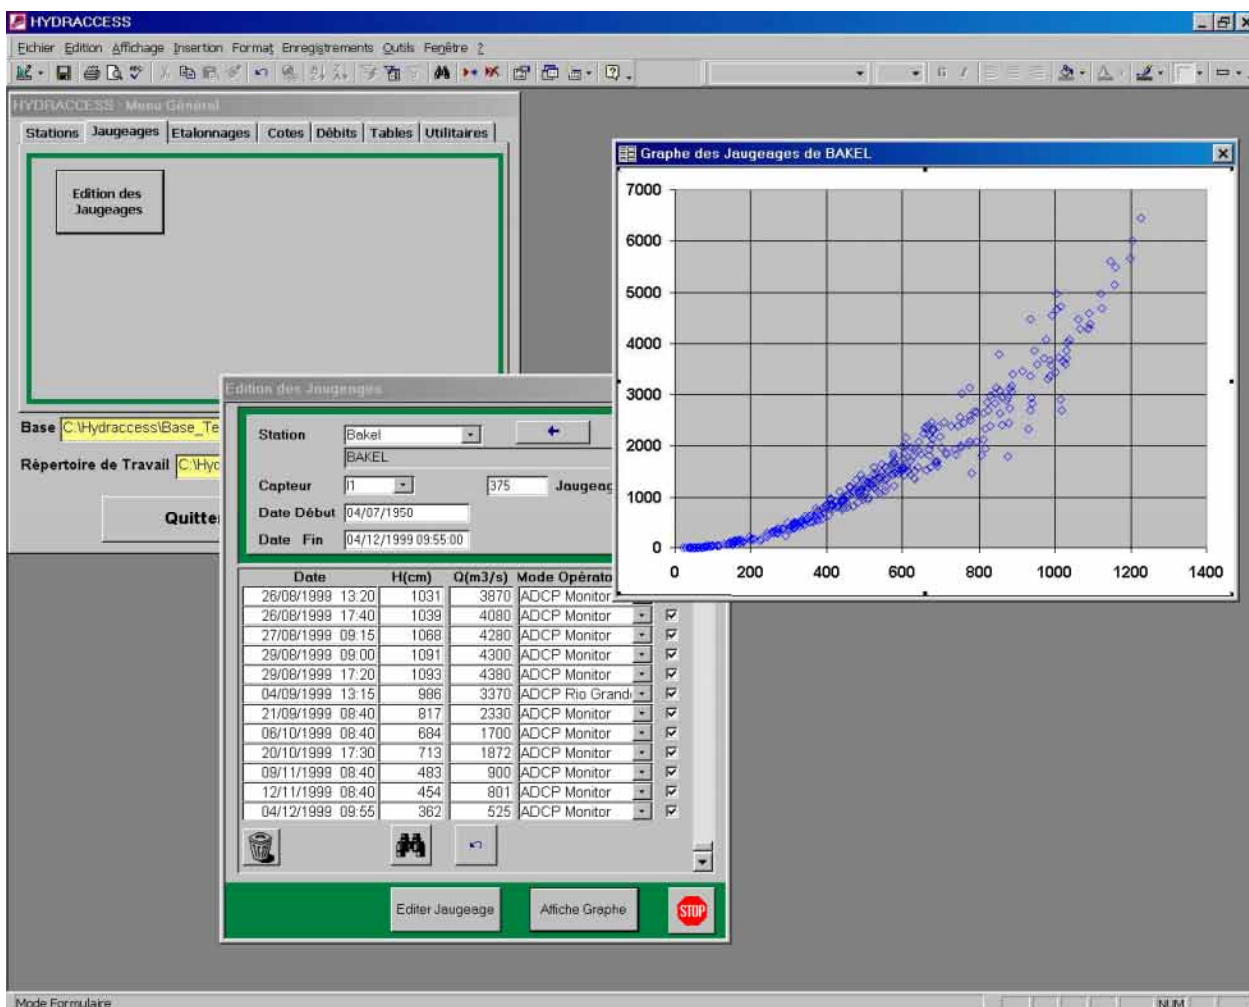 HYDRACCESS
Fichier Edition Affichage Insertion Format Enregistrements Outils Fenêtre ?
HYDRACCESS - Menu Général
Stations Jaugeages Etalonnages Cotes Débits Tables Utilitaires
Edition des
Jaugeages
Base C:\Hydraccess\Base_Te
Répertoire de Travail C:\Hyd
Quitte
Graphe des Jaugeages de BAKEL
7000
6000
5000
4000
3000
2000
1000
0
0 200 400 600 800 1000 1200 1400
Edition des Jaugeages
Station Bakel
BAKEL
Capteur I1 375 Jaugeag
Date Début 04/07/1950
Date Fin 04/12/1999 09:55:00
Date H(cm) Q(m3/s) Mode Opérato
26/08/1999 13:20 1031 3870 ADCP Monitor
26/08/1999 17:40 1039 4080 ADCP Monitor
27/08/1999 09:15 1068 4280 ADCP Monitor
29/08/1999 09:00 1091 4300 ADCP Monitor
29/08/1999 17:20 1093 4380 ADCP Monitor
04/09/1999 13:15 986 3370 ADCP Rio Grand
21/09/1999 08:40 817 2330 ADCP Monitor
06/10/1999 08:40 684 1700 ADCP Monitor
20/10/1999 17:30 713 1872 ADCP Monitor
09/11/1999 08:40 483 900 ADCP Monitor
12/11/1999 08:40 454 801 ADCP Monitor
04/12/1999 09:55 362 525 ADCP Monitor
Editer Jaugeage Affiche Graphe STOP
Mode Formulaire NUM